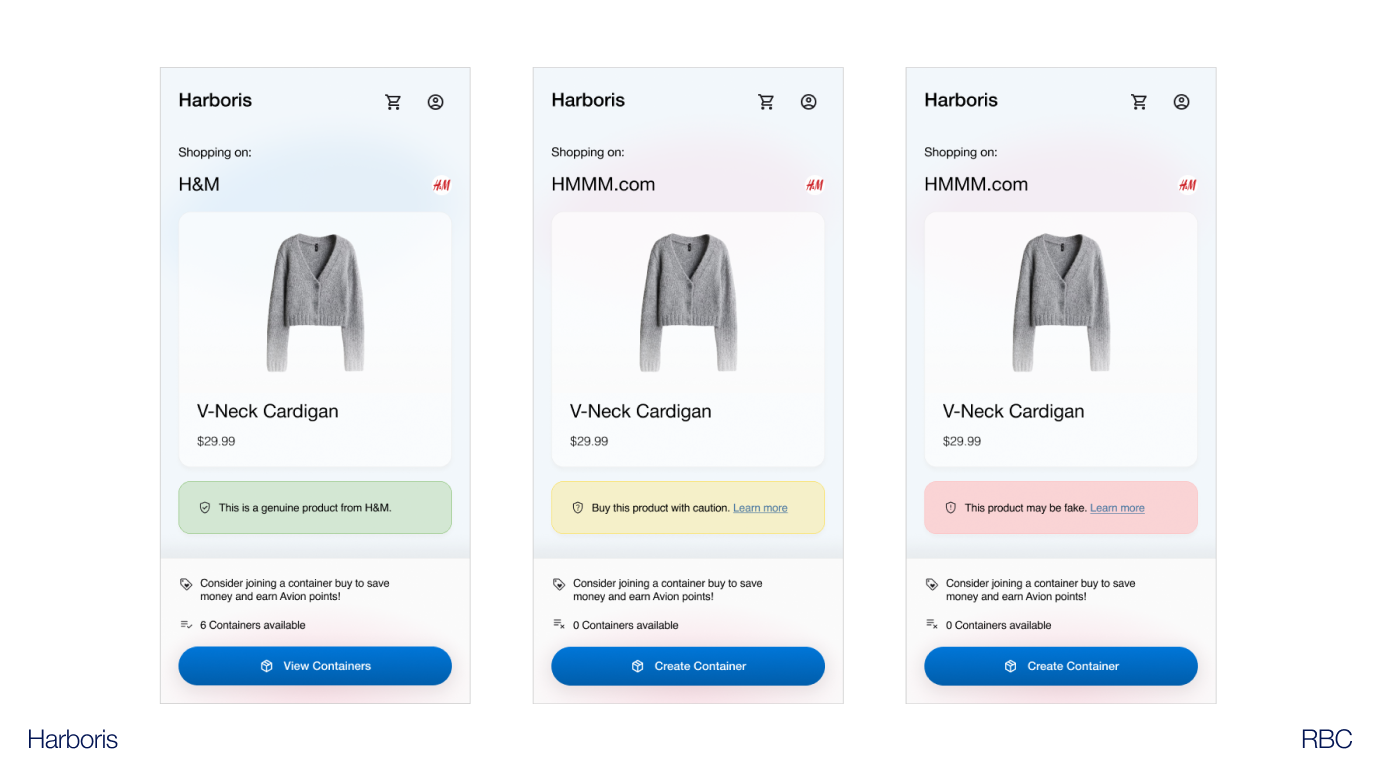 Harboris
Shopping on:
H&M
H&M
V-Neck Cardigan
$29.99
This is a genuine product from H&M.
Consider joining a container buy to save
money and earn Avion points!
6 Containers available
View Containers
Harboris
Shopping on:
HMMM.com
H&M
V-Neck Cardigan
$29.99
Buy this product with caution. Learn more
Consider joining a container buy to save
money and earn Avion points!
0 Containers available
Create Container
Harboris
Shopping on:
HMMM.com
H&M
V-Neck Cardigan
$29.99
This product may be fake. Learn more
Consider joining a container buy to save
money and earn Avion points!
0 Containers available
Create Container
Harboris
RBC